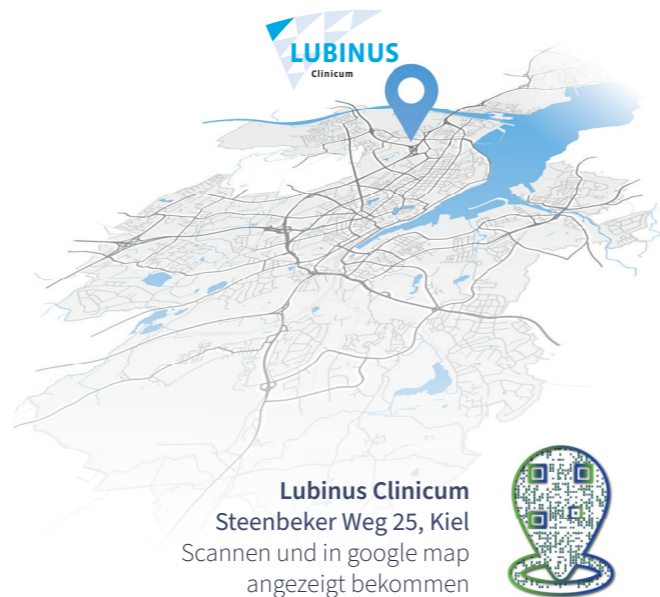 LUBINUS
Clinicum
Lubinus Clinicum
Steenbeker Weg 25, Kiel
Scannen und in google map
angezeigt bekommen